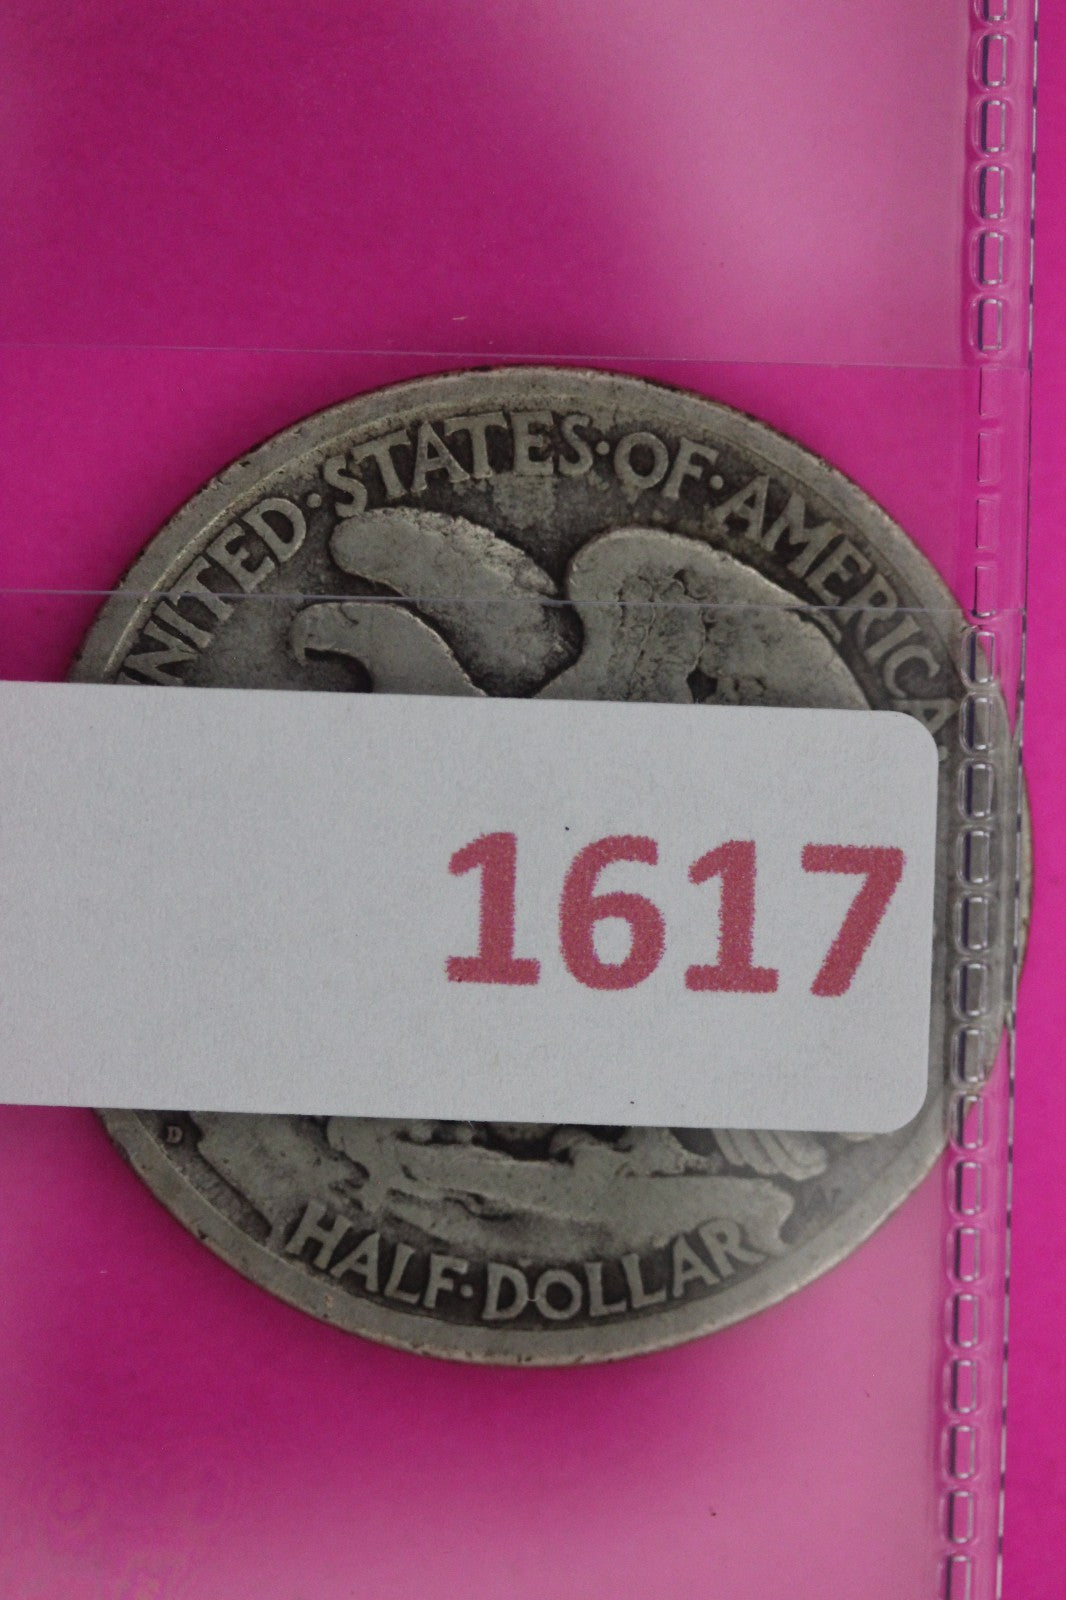 UNITED·STATES·OF·AMERICA
1617
D
HALF·DOLLAR